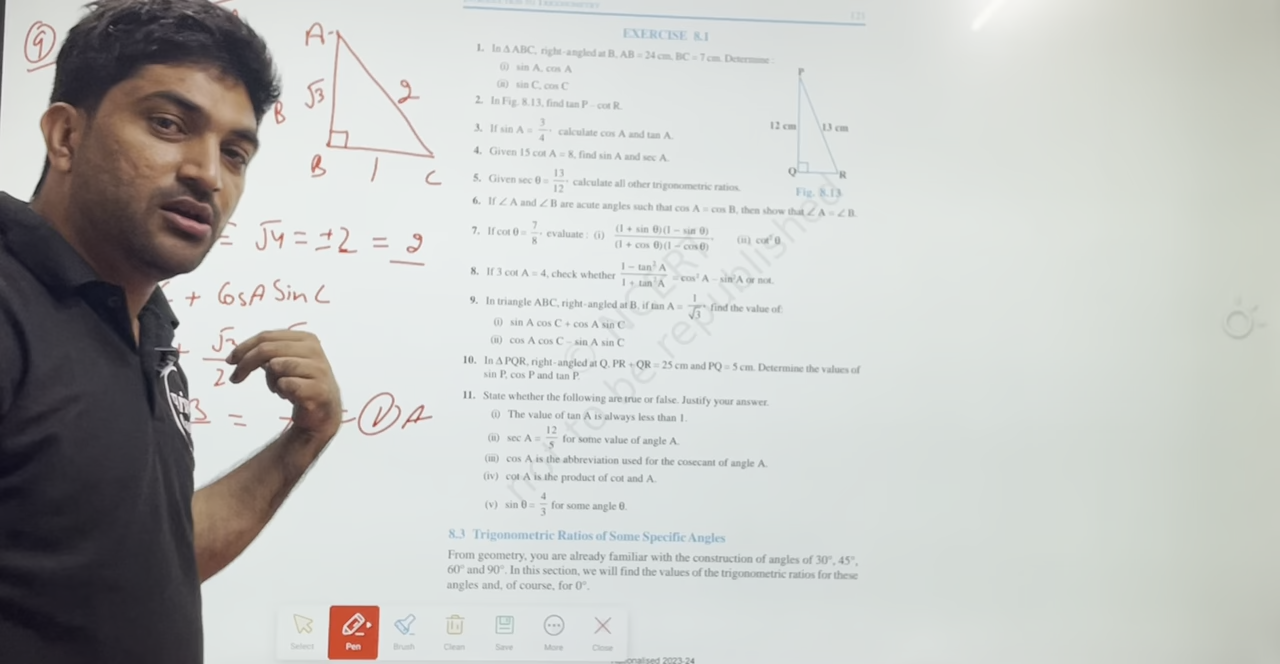 9
A
√3
2
B
B
1
C
= √4 = ±2 = 2
+ CosA SinC
+ √3
2
3 =
= 1 A
121
EXERCISE 8.1
1. In Δ ABC, right-angled at B, AB = 24 cm, BC = 7 cm. Determine :
(i) sin A, cos A
(ii) sin C, cos C
2. In Fig. 8.13, find tan P – cot R.
3. If sin A = 3/4, calculate cos A and tan A.
4. Given 15 cot A = 8, find sin A and sec A.
5. Given sec θ = 13/12, calculate all other trigonometric ratios.
6. If ∠ A and ∠ B are acute angles such that cos A = cos B, then show that ∠ A = ∠ B.
7. If cot θ = 7/8, evaluate : (i) (1 + sin θ)(1 – sin θ)/(1 + cos θ)(1 – cos θ), (ii) cot² θ
8. If 3 cot A = 4, check whether 1 – tan² A/1 + tan² A = cos² A – sin² A or not.
9. In triangle ABC, right-angled at B, if tan A = 1/√3, find the value of:
(i) sin A cos C + cos A sin C
(ii) cos A cos C – sin A sin C
10. In Δ PQR, right-angled at Q, PR + QR = 25 cm and PQ = 5 cm. Determine the values of
sin P, cos P and tan P.
11. State whether the following are true or false. Justify your answer.
(i) The value of tan A is always less than 1.
(ii) sec A = 12/5 for some value of angle A.
(iii) cos A is the abbreviation used for the cosecant of angle A.
(iv) cot A is the product of cot and A.
(v) sin θ = 4/3 for some angle θ.
P
12 cm
13 cm
Q
R
Fig. 8.13
© NCERT
not to be republished
8.3 Trigonometric Ratios of Some Specific Angles
From geometry, you are already familiar with the construction of angles of 30°, 45°,
60° and 90°. In this section, we will find the values of the trigonometric ratios for these
angles and, of course, for 0°.
Select
Pen
Brush
Clean
Save
More
Close
2023-24